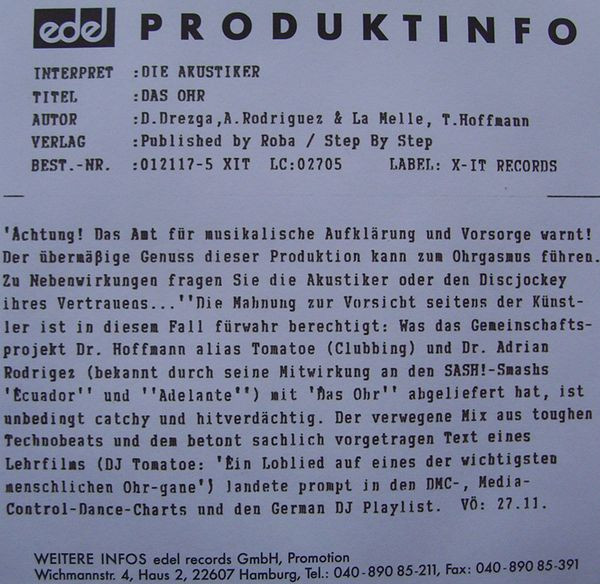 edel PRODUKTINFO
INTERPRET :DIE AKUSTIKER
TITEL :DAS OHR
AUTOR :D.Drezga,A.Rodriguez & La Melle, T.Hoffmann
VERLAG :Published by Roba / Step By Step
BEST.-NR. :012117-5 XIT LC:02705 LABEL: X-IT RECORDS
'Achtung! Das Amt für musikalische Aufklärung und Vorsorge warnt!
Der übermäßige Genuss dieser Produktion kann zum Ohrgasmus führen.
Zu Nebenwirkungen fragen Sie die Akustiker oder den Discjockey
ihres Vertrauens...''Die Mahnung zur Vorsicht seitens der Künst-
ler ist in diesem Fall fürwahr berechtigt: Was das Gemeinschafts-
projekt Dr. Hoffmann alias Tomatoe (Clubbing) und Dr. Adrian
Rodrigez (bekannt durch seine Mitwirkung an den SASH!-Smashs
'Ecuador'' und ''Adelante'') mit 'Das Ohr'' abgeliefert hat, ist
unbedingt catchy und hitverdächtig. Der verwegene Mix aus toughen
Technobeats und dem betont sachlich vorgetragen Text eines
Lehrfilms (DJ Tomatoe: 'Ein Loblied auf eines der wichtigsten
menschlichen Ohr-gane') landete prompt in den DMC-, Media-
Control-Dance-Charts und den German DJ Playlist. VÖ: 27.11.
WEITERE INFOS edel records GmbH, Promotion
Wichmannstr. 4, Haus 2, 22607 Hamburg, Tel.: 040-890 85-211, Fax: 040-890 85-391